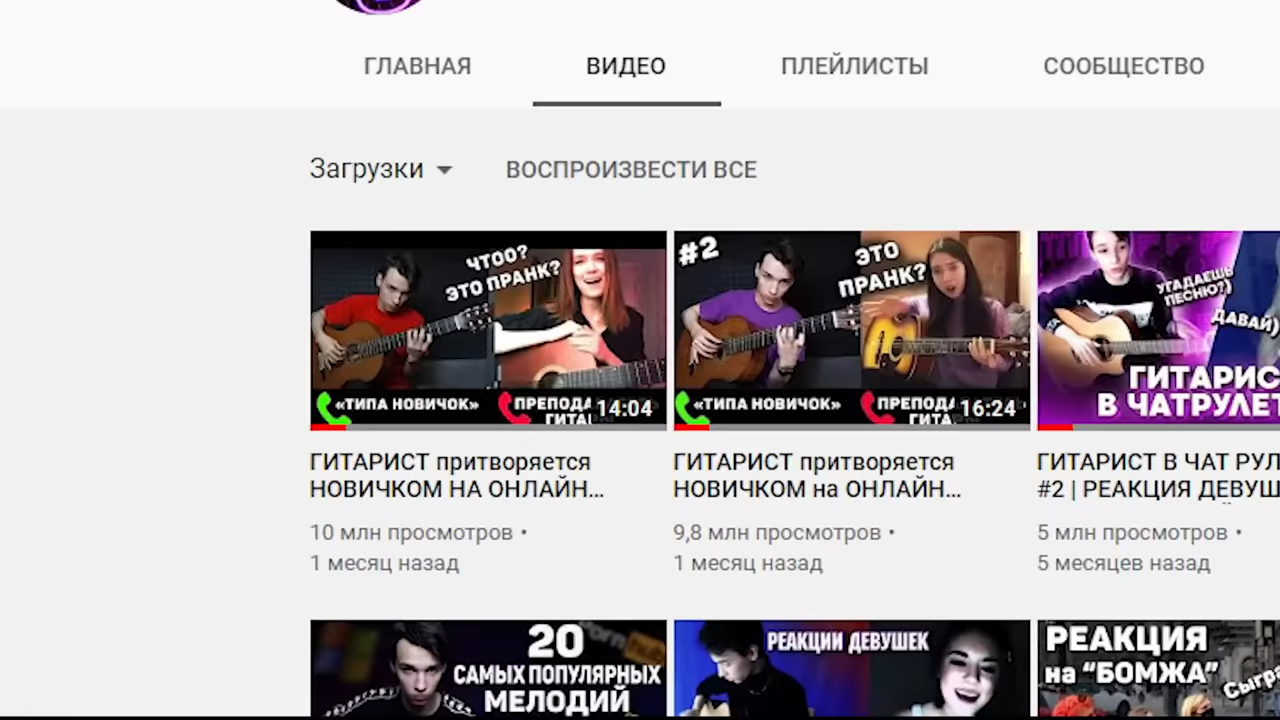 ГЛАВНАЯ
ВИДЕО
ПЛЕЙЛИСТЫ
СООБЩЕСТВО
Загрузки
ВОСПРОИЗВЕСТИ ВСЕ
ЧТОО?
ЭТО ПРАНК?
«ТИПА НОВИЧОК»
14:04
#2
ЭТО
ПРАНК?
«ТИПА НОВИЧОК»
16:24
УГАДАЕШЬ
ПЕСНЮ?)
ДАВАЙ)
ГИТАРИС
В ЧАТРУЛЕТ
ГИТАРИСТ притворяется
НОВИЧКОМ НА ОНЛАЙН...
10 млн просмотров •
1 месяц назад
ГИТАРИСТ притворяется
НОВИЧКОМ на ОНЛАЙН...
9,8 млн просмотров •
1 месяц назад
ГИТАРИСТ В ЧАТ РУЛ
#2 | РЕАКЦИЯ ДЕВУШ
5 млн просмотров •
5 месяцев назад
20
САМЫХ ПОПУЛЯРНЫХ
МЕЛОДИЙ
РЕАКЦИИ ДЕВУШЕК
РЕАКЦИЯ
на "БОМЖА"
Сыгра